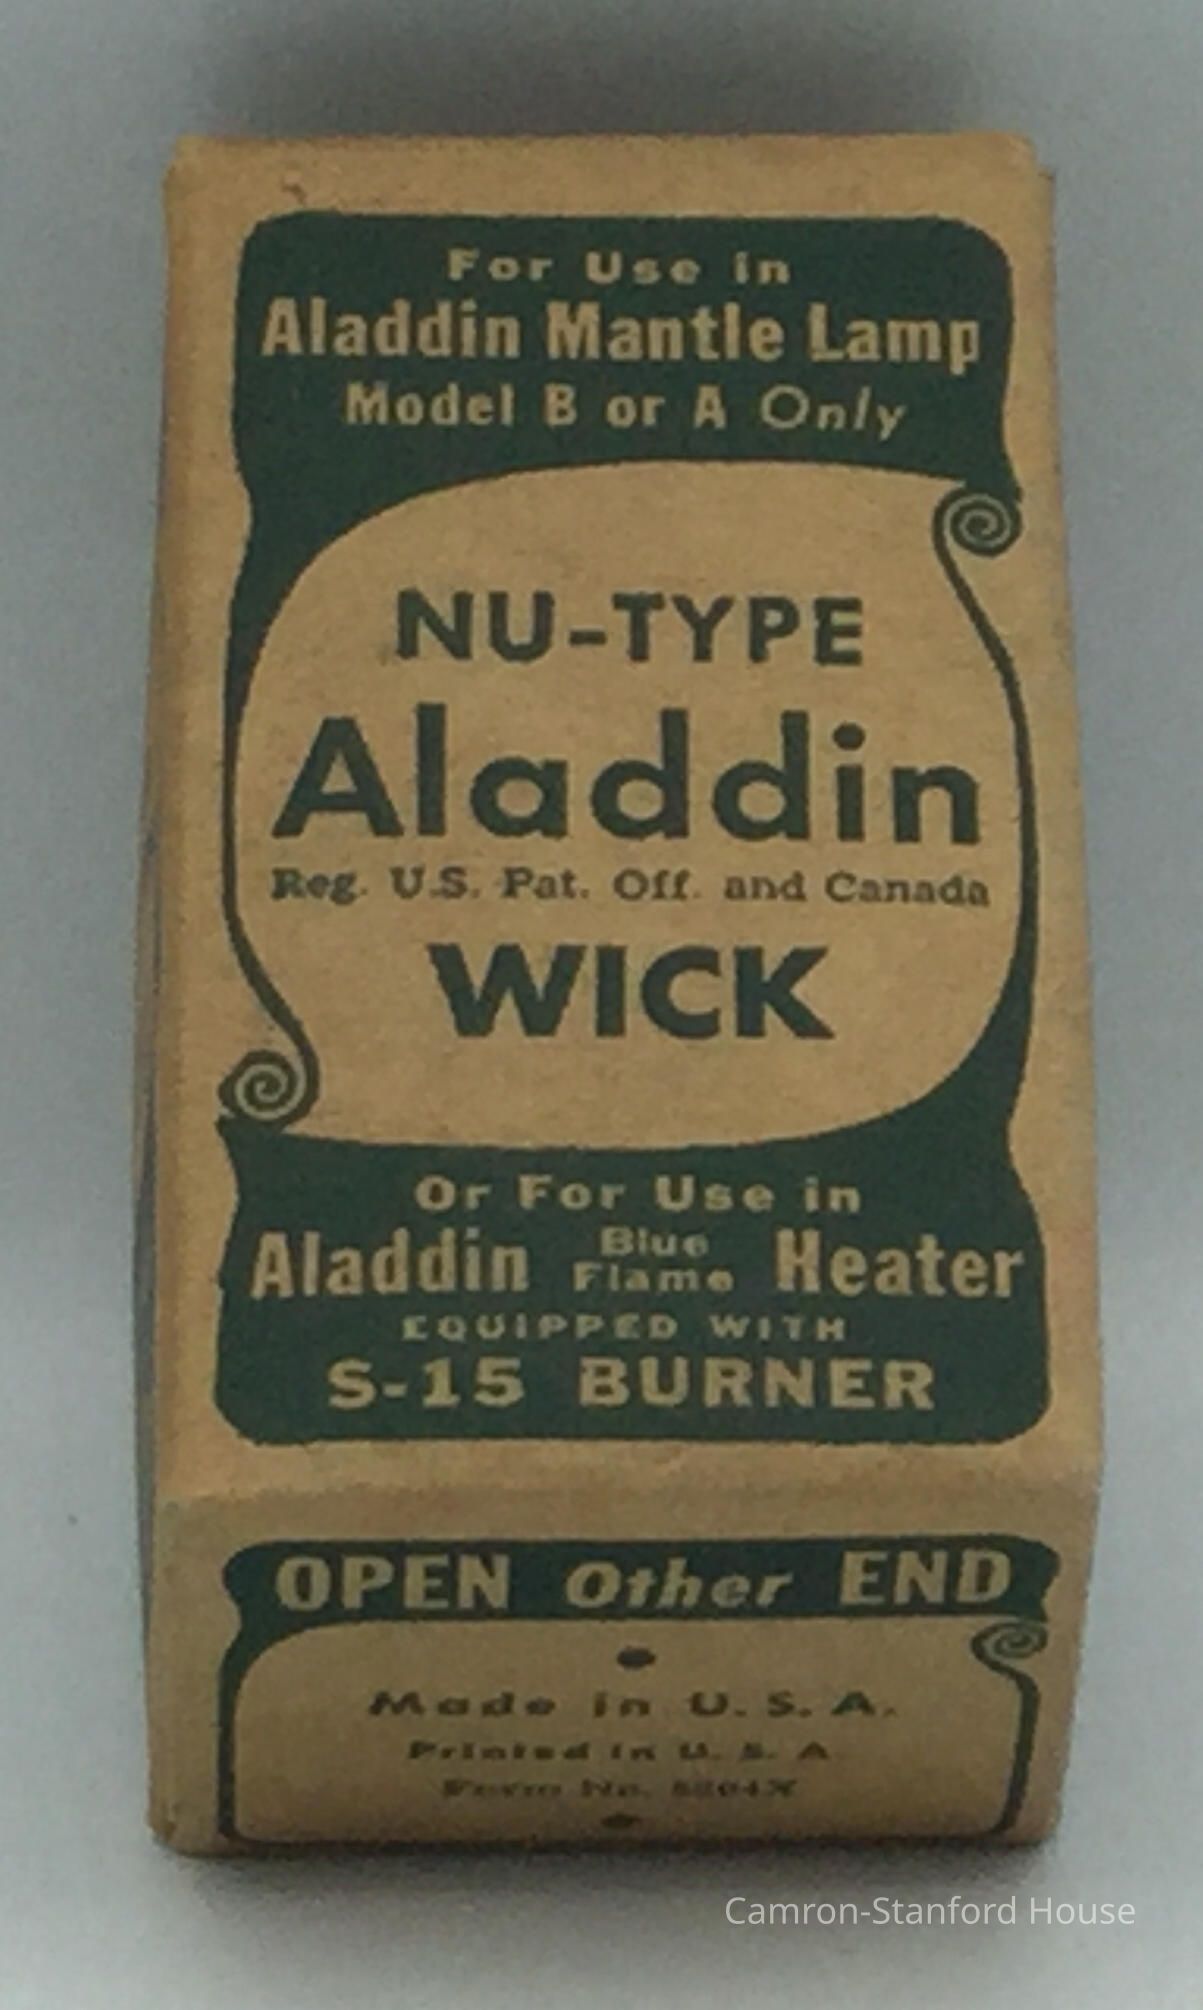 For Use in
Aladdin Mantle Lamp
Model B or A Only
NU-TYPE
Aladdin
Reg. U.S. Pat. Off. and Canada
WICK
Or For Use in
Aladdin Blue Flame Heater
EQUIPPED WITH
S-15 BURNER
OPEN Other END
Made in U. S. A.
Printed in U. S. A
Form No.
Camron-Stanford House